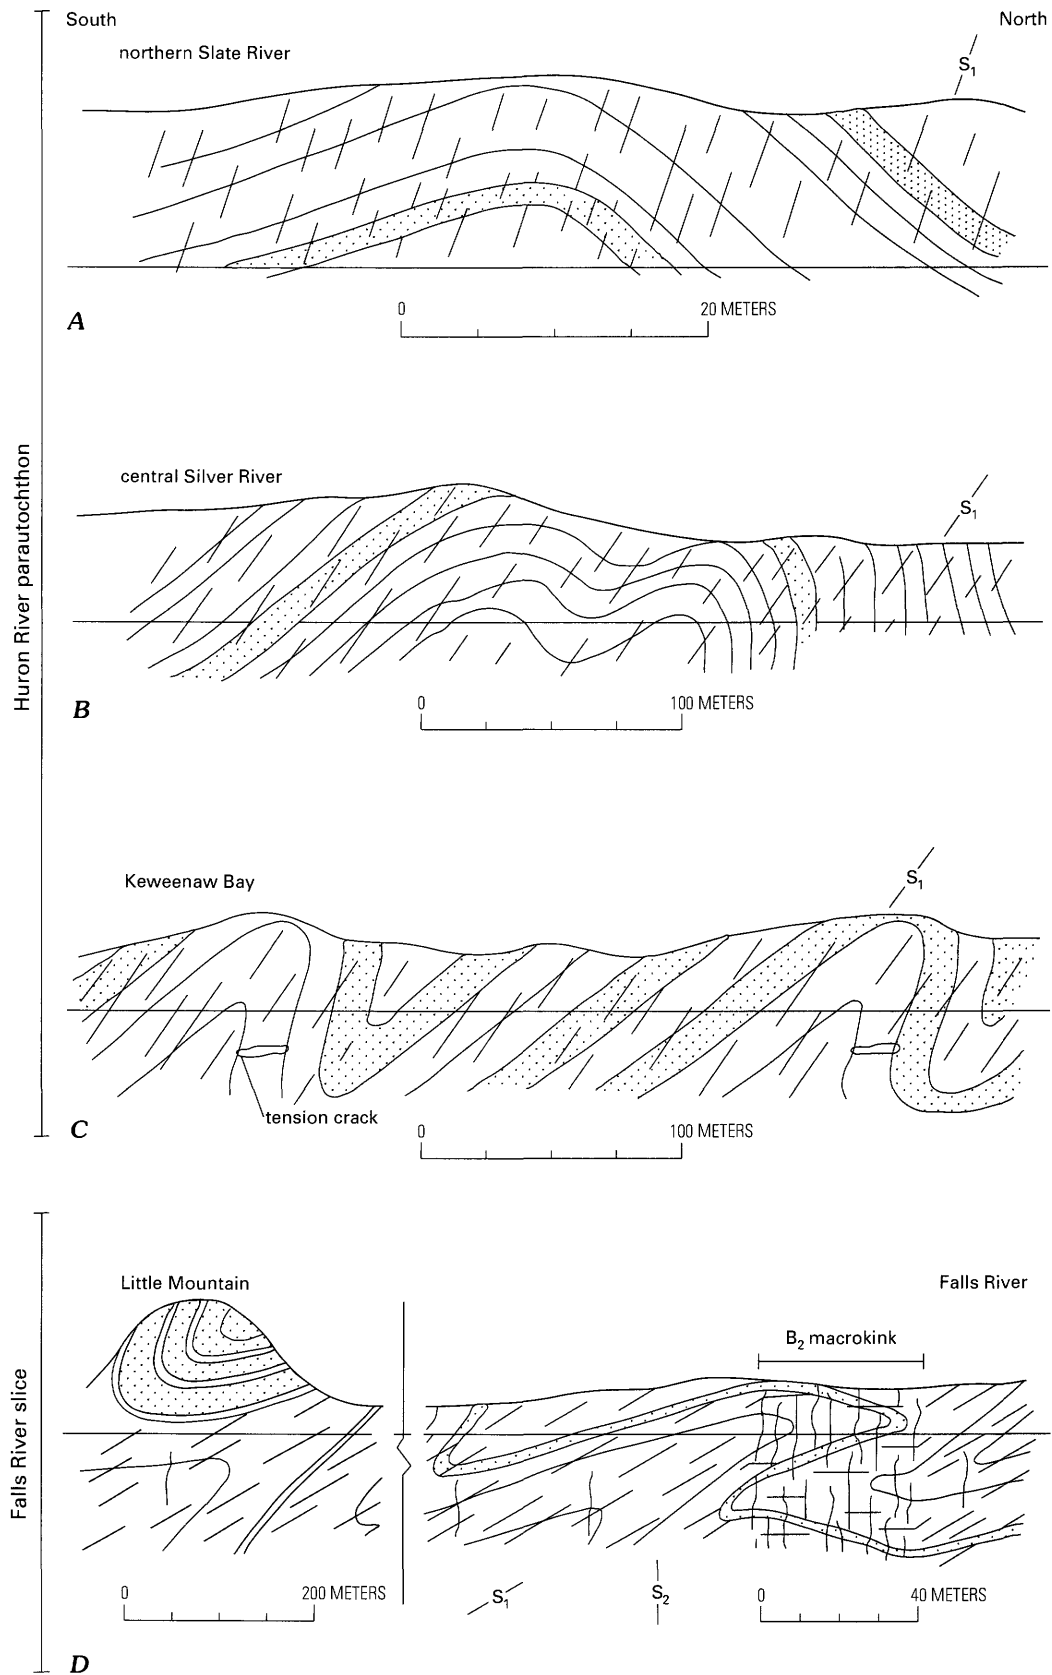 South
North
northern Slate River
S1
0 20 METERS
A
Huron River parautochthon
central Silver River
S1
0 100 METERS
B
Keweenaw Bay
S1
tension crack
0 100 METERS
C
Falls River slice
Little Mountain
Falls River
B2 macrokink
S1
S2
0 200 METERS
0 40 METERS
D